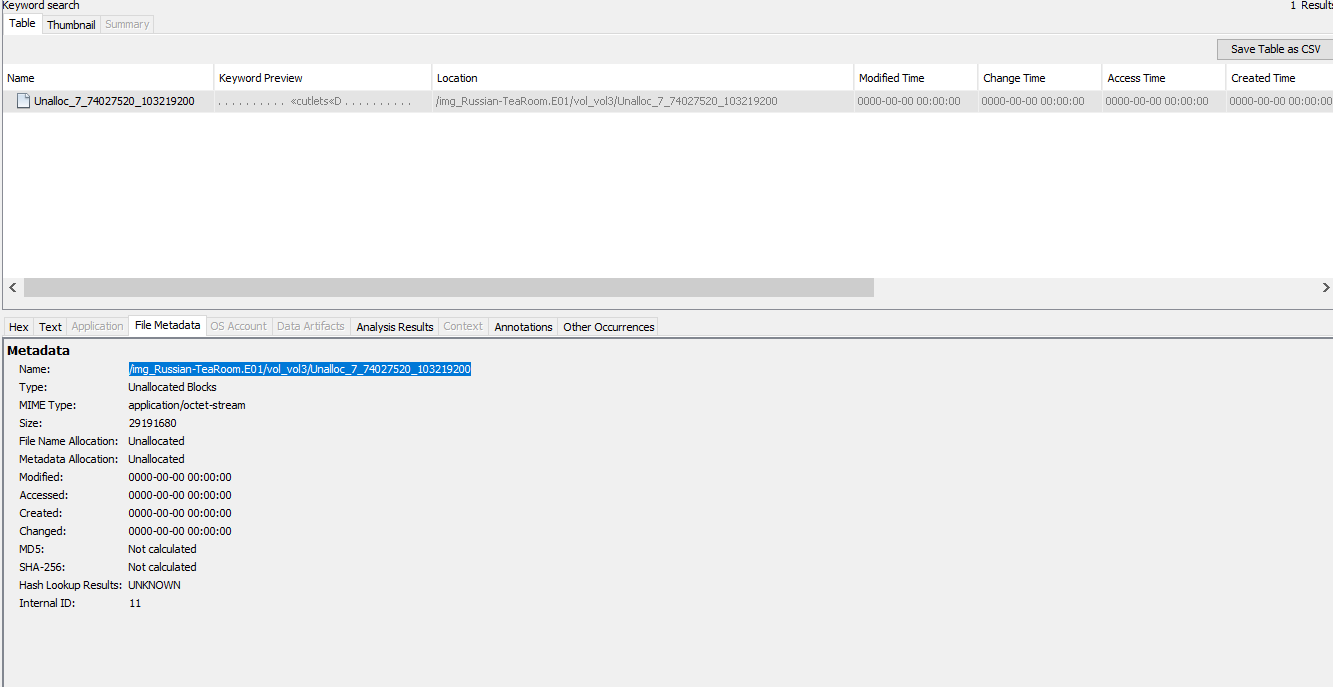 Keyword search 1 Results
Table Thumbnail Summary
Save Table as CSV
Name Keyword Preview Location Modified Time Change Time Access Time Created Time
Unalloc_7_74027520_103219200 . . . . . . . . . . «cutlets«D . . . . . . . . . . /img_Russian-TeaRoom.E01/vol_vol3/Unalloc_7_74027520_103219200 0000-00-00 00:00:00 0000-00-00 00:00:00 0000-00-00 00:00:00 0000-00-00 00:00:00
Hex Text Application File Metadata OS Account Data Artifacts Analysis Results Context Annotations Other Occurrences
Metadata
Name: /img_Russian-TeaRoom.E01/vol_vol3/Unalloc_7_74027520_103219200
Type: Unallocated Blocks
MIME Type: application/octet-stream
Size: 29191680
File Name Allocation: Unallocated
Metadata Allocation: Unallocated
Modified: 0000-00-00 00:00:00
Accessed: 0000-00-00 00:00:00
Created: 0000-00-00 00:00:00
Changed: 0000-00-00 00:00:00
MD5: Not calculated
SHA-256: Not calculated
Hash Lookup Results: UNKNOWN
Internal ID: 11